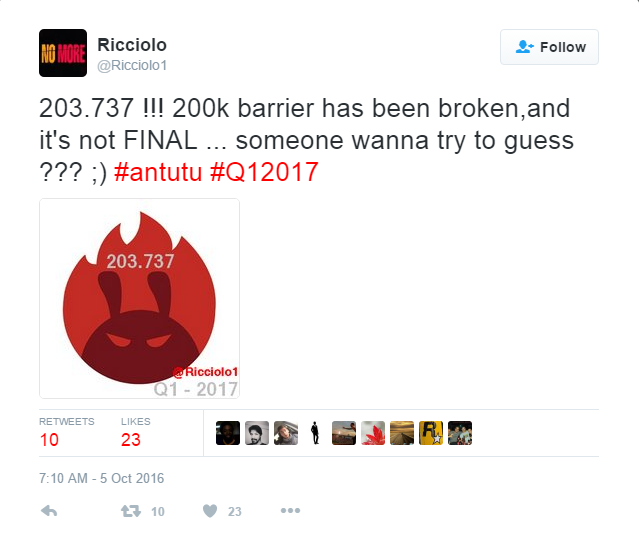 NO MORE
Ricciolo
@Ricciolo1
Follow
203.737 !!! 200k barrier has been broken,and
it's not FINAL ... someone wanna try to guess
??? ;) #antutu #Q12017
203.737
@Ricciolo1
Q1 - 2017
RETWEETS LIKES
10 23
R
7:10 AM - 5 Oct 2016
10 23